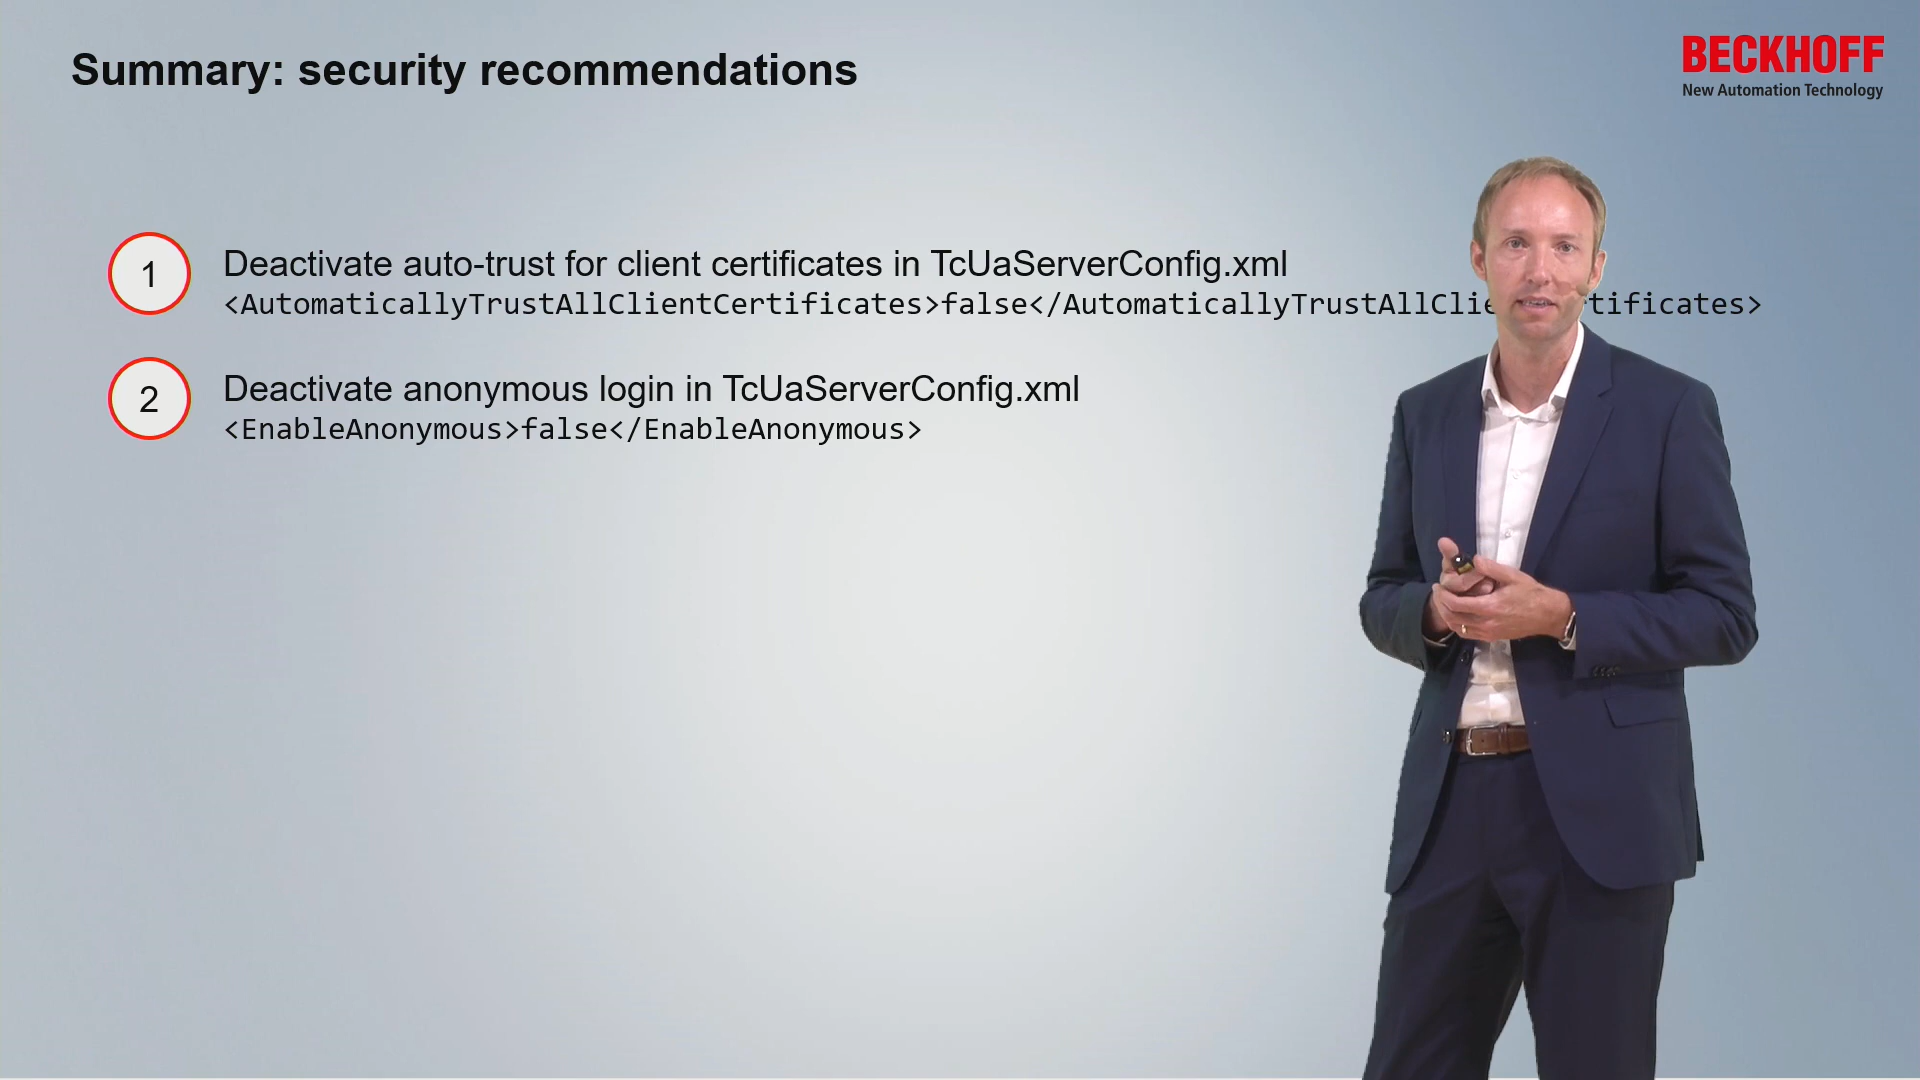 Summary: security recommendations
BECKHOFF
New Automation Technology
1
Deactivate auto-trust for client certificates in TcUaServerConfig.xml
<AutomaticallyTrustAllClientCertificates>false</AutomaticallyTrustAllClie tificates>
2
Deactivate anonymous login in TcUaServerConfig.xml
<EnableAnonymous>false</EnableAnonymous>